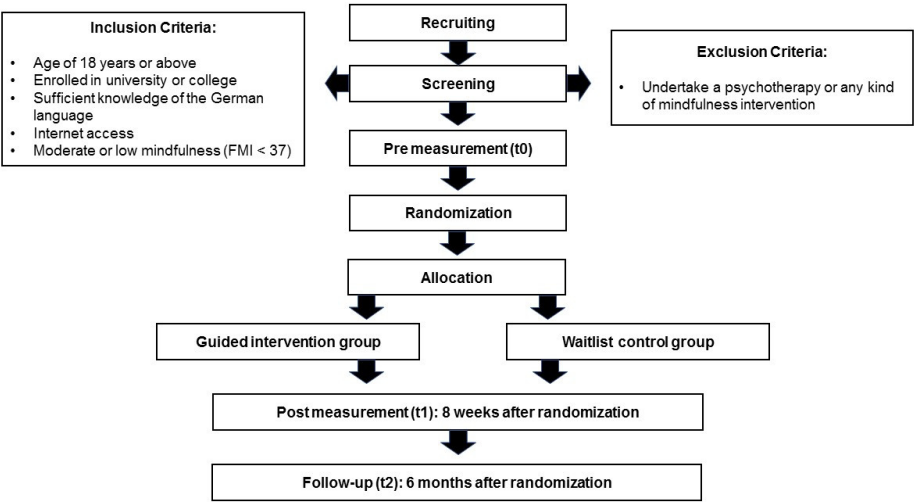 Inclusion Criteria:
• Age of 18 years or above
• Enrolled in university or college
• Sufficient knowledge of the German
language
• Internet access
• Moderate or low mindfulness (FMI < 37)
Recruiting
Screening
Exclusion Criteria:
• Undertake a psychotherapy or any kind
of mindfulness intervention
Pre measurement (t0)
Randomization
Allocation
Guided intervention group
Waitlist control group
Post measurement (t1): 8 weeks after randomization
Follow-up (t2): 6 months after randomization